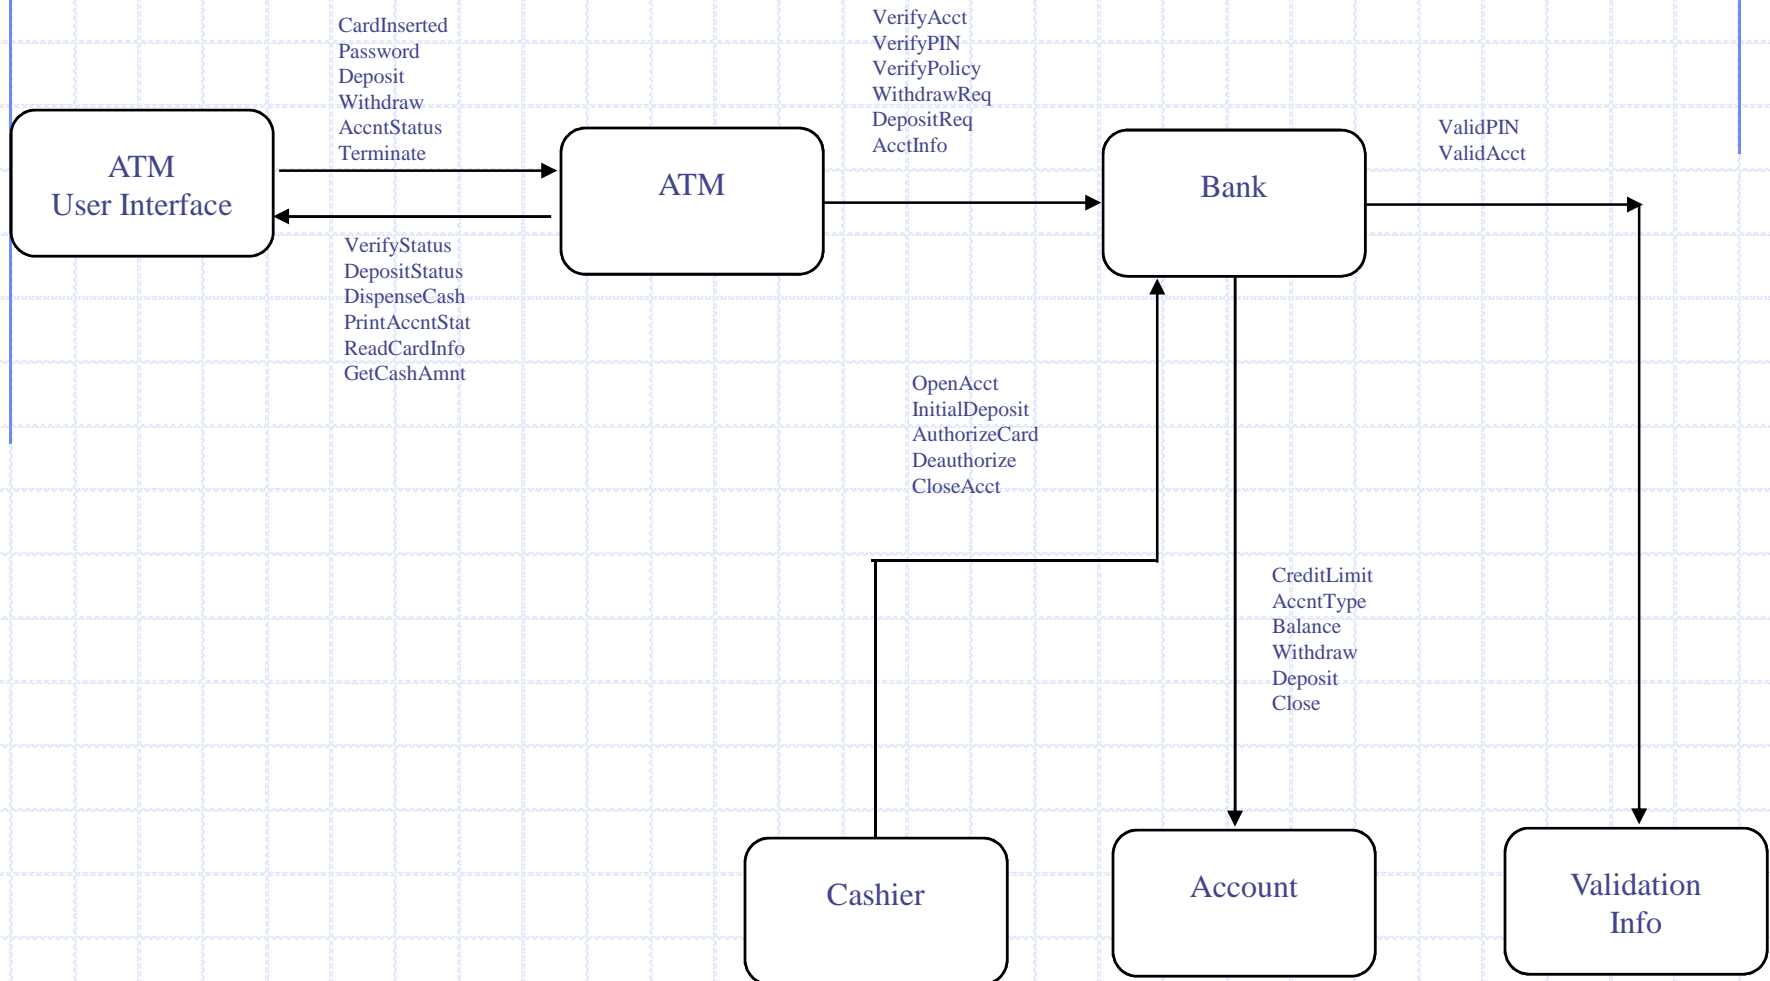 CardInserted
Password
Deposit
Withdraw
AccntStatus
Terminate
VerifyAcct
VerifyPIN
VerifyPolicy
WithdrawReq
DepositReq
AcctInfo
ValidPIN
ValidAcct
ATM
User Interface
ATM
Bank
VerifyStatus
DepositStatus
DispenseCash
PrintAccntStat
ReadCardInfo
GetCashAmnt
OpenAcct
InitialDeposit
AuthorizeCard
Deauthorize
CloseAcct
CreditLimit
AccntType
Balance
Withdraw
Deposit
Close
Cashier
Account
Validation
Info